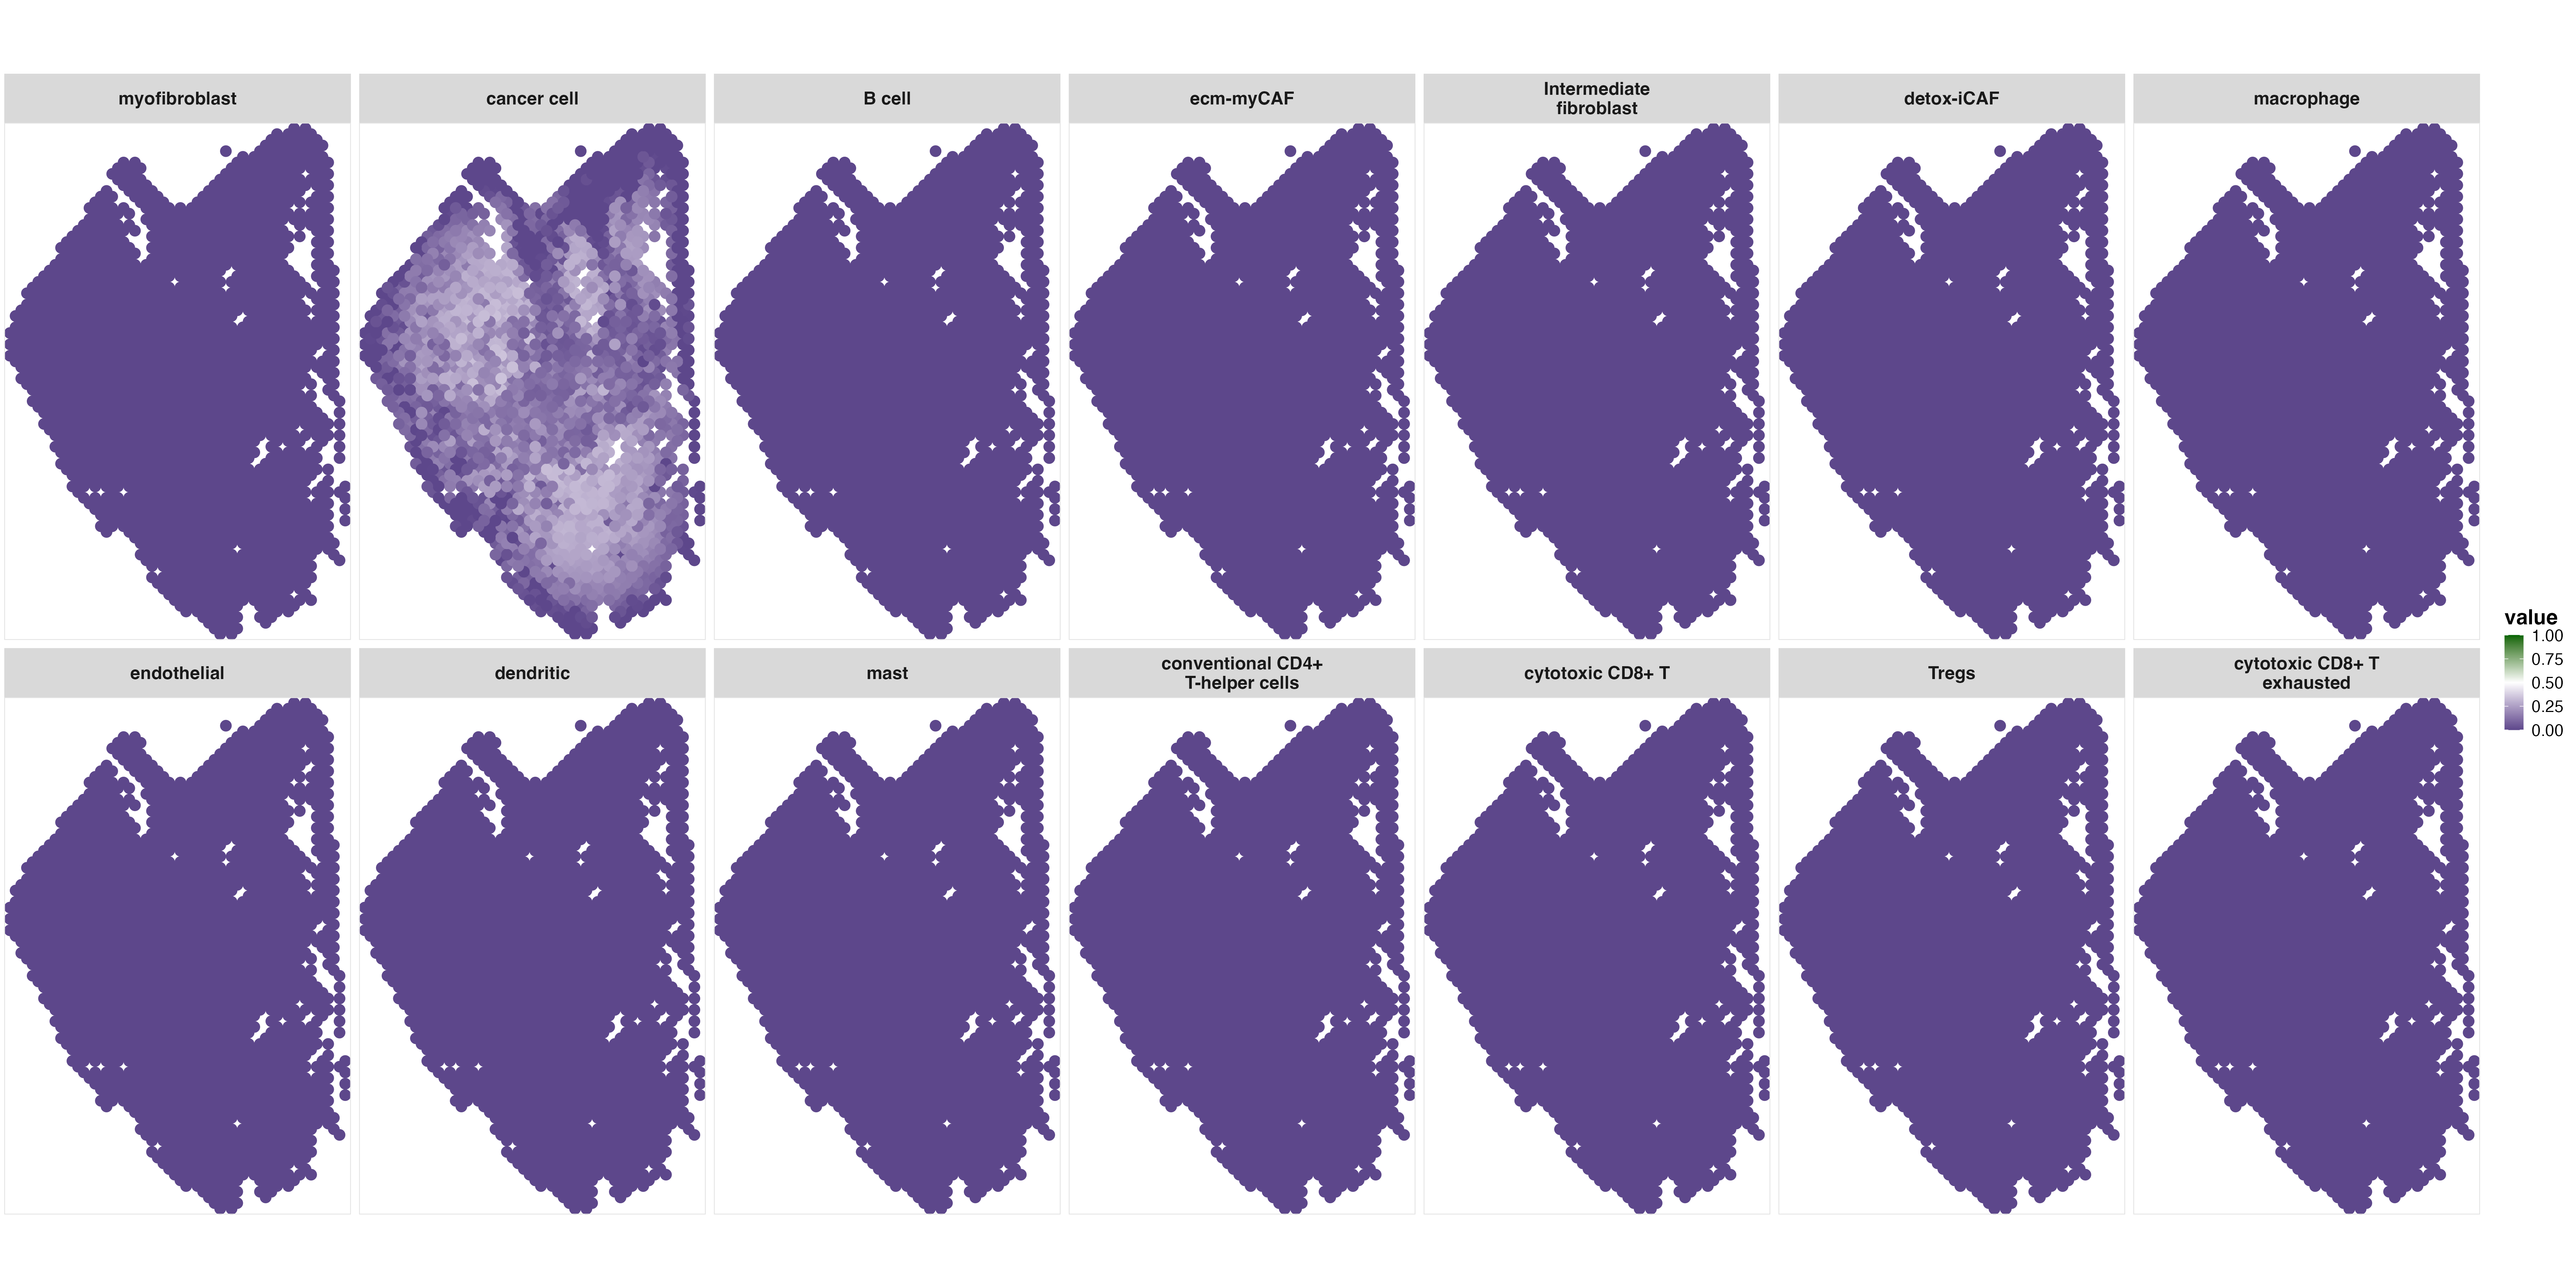 myofibroblast
cancer cell
B cell
ecm-myCAF
Intermediate
fibroblast
detox-iCAF
macrophage
endothelial
dendritic
mast
conventional CD4+
T-helper cells
cytotoxic CD8+ T
Tregs
cytotoxic CD8+ T
exhausted
value
1.00
0.75
0.50
0.25
0.00